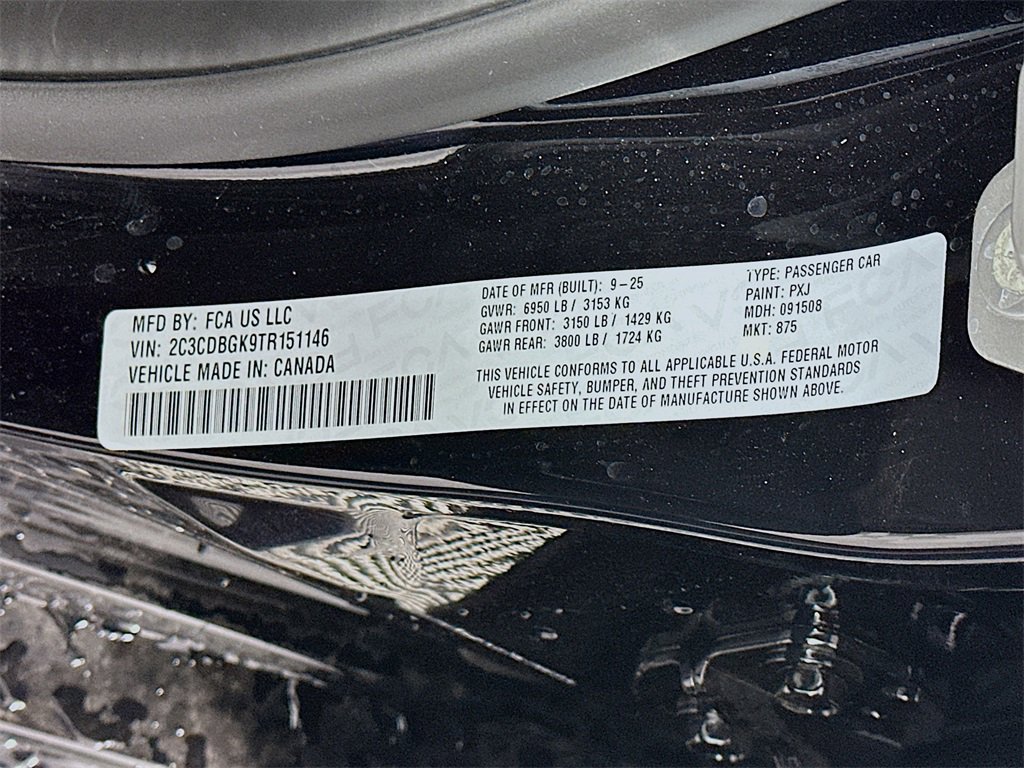 MFD BY: FCA US LLC
VIN: 2C3CDBGK9TR151146
VEHICLE MADE IN: CANADA
DATE OF MFR (BUILT): 9-25
GVWR: 6950 LB / 3153 KG
GAWR FRONT: 3150 LB / 1429 KG
GAWR REAR: 3800 LB / 1724 KG
TYPE: PASSENGER CAR
PAINT: PXJ
MDH: 091508
MKT: 875
THIS VEHICLE CONFORMS TO ALL APPLICABLE U.S.A. FEDERAL MOTOR
VEHICLE SAFETY, BUMPER, AND THEFT PREVENTION STANDARDS
IN EFFECT ON THE DATE OF MANUFACTURE SHOWN ABOVE.